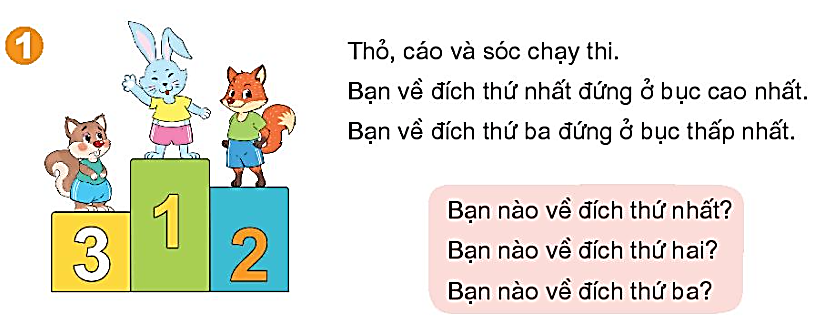 1
Thỏ, cáo và sóc chạy thi.
Bạn về đích thứ nhất đứng ở bục cao nhất.
Bạn về đích thứ ba đứng ở bục thấp nhất.
3 1 2
Bạn nào về đích thứ nhất?
Bạn nào về đích thứ hai?
Bạn nào về đích thứ ba?